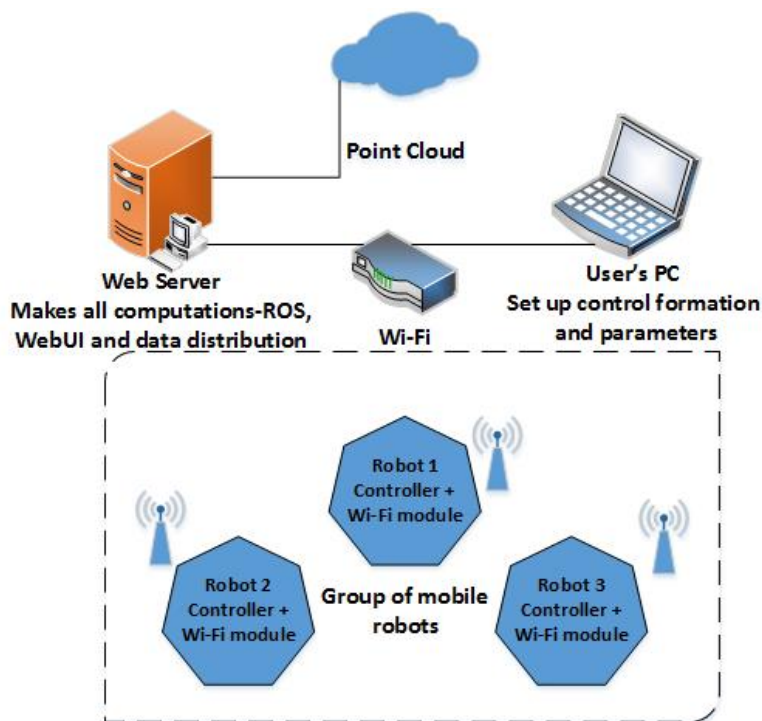 Point Cloud
Web Server
Makes all computations-ROS,
WebUI and data distribution
Wi-Fi
User's PC
Set up control formation
and parameters
Robot 1
Controller +
Wi-Fi module
Robot 2
Controller +
Wi-Fi module
Group of mobile
robots
Robot 3
Controller +
Wi-Fi module